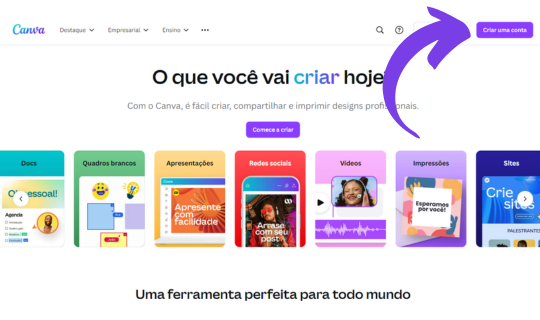 Canva
Destaque
Empresarial
Ensino
Criar uma conta
O que você vai criar hoje
Com o Canva, é fácil criar, compartilhar e imprimir designs profissionais.
Comece a criar
Docs
Quadros brancos
Apresentações
Redes sociais
Vídeos
Impressões
Sites
Agenda
Apresente
com
facilidade
Arrase
com seu
post
Esperamos
por você!
Crie
sites
PALESTRANTES
Uma ferramenta perfeita para todo mundo